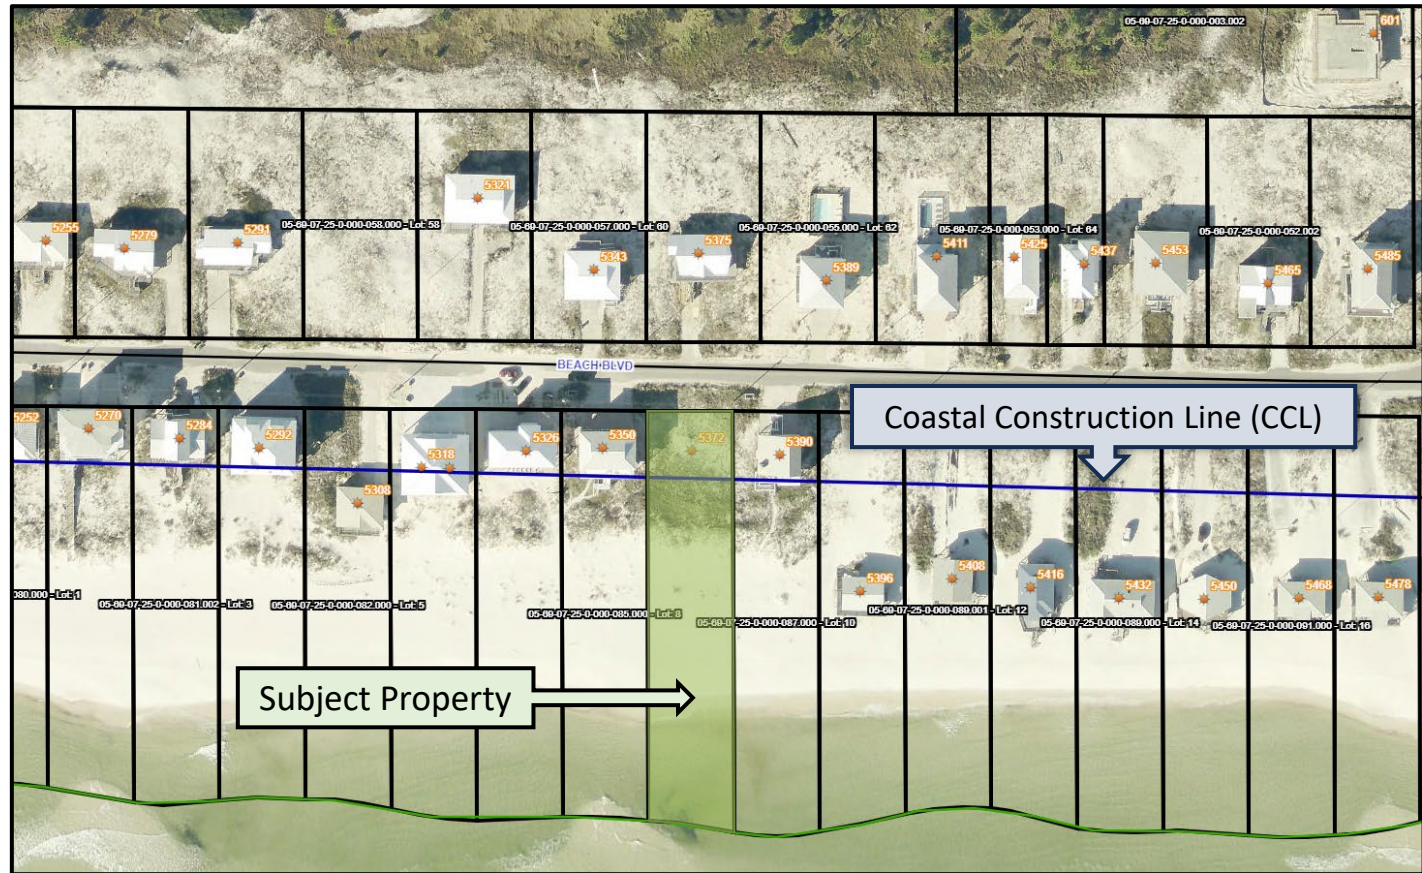 05-69-07-25-0-000-003.002
601
5321
5255
5279
5291
05-69-07-25-0-000-058.000 - Lot: 58
05-69-07-25-0-000-057.000 - Lot: 60
5343
5375
05-69-07-25-0-000-055.000 - Lot: 62
5389
5411
05-69-07-25-0-000-053.000 - Lot: 64
5425
5437
5453
05-69-07-25-0-000-052.002
5465
5485
BEACH BLVD
Coastal Construction Line (CCL)
5252
5270
5284
5292
5308
5318
5326
5350
5372
5390
5396
5408
5416
5432
5450
5468
5478
080.000 - Lot: 1
05-69-07-25-0-000-081.002 - Lot: 3
05-69-07-25-0-000-082.000 - Lot: 5
05-69-07-25-0-000-085.000 - Lot: 8
05-69-07-25-0-000-087.000 - Lot: 10
05-69-07-25-0-000-089.001 - Lot: 12
05-69-07-25-0-000-089.000 - Lot: 14
05-69-07-25-0-000-091.000 - Lot: 16
Subject Property